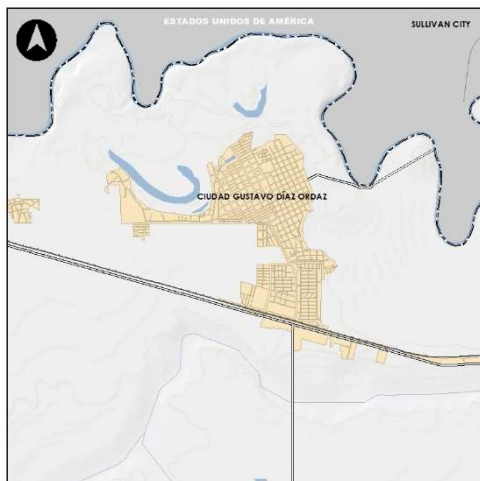 ESTADOS UNIDOS DE AMÉRICA
SULLIVAN CITY
CIUDAD GUSTAVO DÍAZ ORDAZ